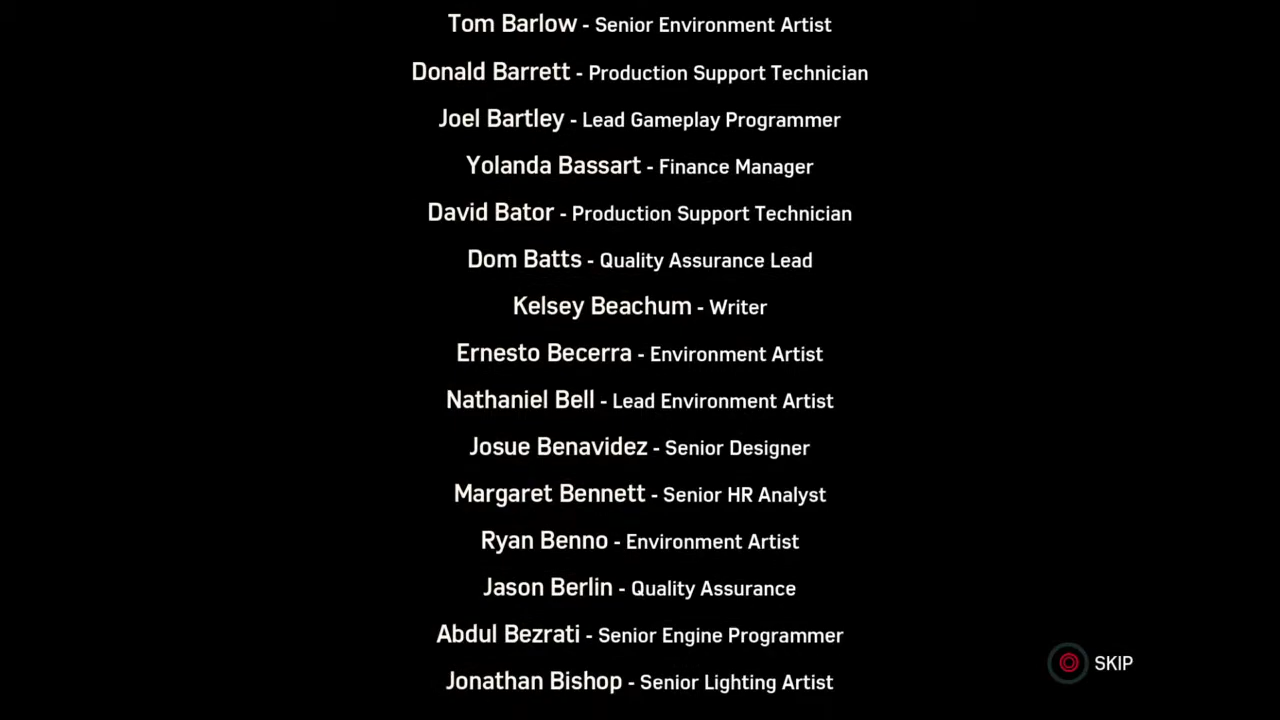 Tom Barlow - Senior Environment Artist
Donald Barrett - Production Support Technician
Joel Bartley - Lead Gameplay Programmer
Yolanda Bassart - Finance Manager
David Bator - Production Support Technician
Dom Batts - Quality Assurance Lead
Kelsey Beachum - Writer
Ernesto Becerra - Environment Artist
Nathaniel Bell - Lead Environment Artist
Josue Benavidez - Senior Designer
Margaret Bennett - Senior HR Analyst
Ryan Benno - Environment Artist
Jason Berlin - Quality Assurance
Abdul Bezrati - Senior Engine Programmer
SKIP
Jonathan Bishop - Senior Lighting Artist